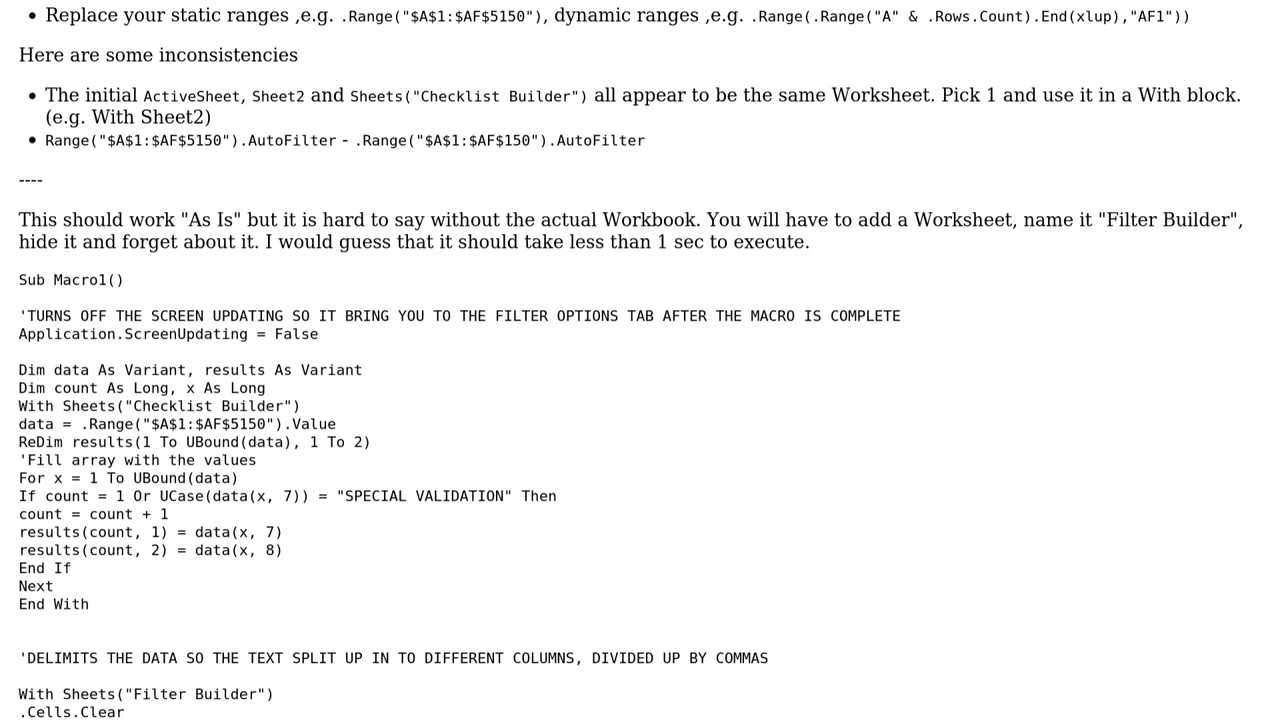 • Replace your static ranges ,e.g. .Range("$A$1:$AF$5150"), dynamic ranges ,e.g. .Range(.Range("A" & .Rows.Count).End(xlup),"AF1"))
Here are some inconsistencies
• The initial ActiveSheet, Sheet2 and Sheets("Checklist Builder") all appear to be the same Worksheet. Pick 1 and use it in a With block.
(e.g. With Sheet2)
• Range("$A$1:$AF$5150").AutoFilter - .Range("$A$1:$AF$150").AutoFilter
----
This should work "As Is" but it is hard to say without the actual Workbook. You will have to add a Worksheet, name it "Filter Builder",
hide it and forget about it. I would guess that it should take less than 1 sec to execute.
Sub Macro1()
'TURNS OFF THE SCREEN UPDATING SO IT BRING YOU TO THE FILTER OPTIONS TAB AFTER THE MACRO IS COMPLETE
Application.ScreenUpdating = False
Dim data As Variant, results As Variant
Dim count As Long, x As Long
With Sheets("Checklist Builder")
data = .Range("$A$1:$AF$5150").Value
ReDim results(1 To UBound(data), 1 To 2)
'Fill array with the values
For x = 1 To UBound(data)
If count = 1 Or UCase(data(x, 7)) = "SPECIAL VALIDATION" Then
count = count + 1
results(count, 1) = data(x, 7)
results(count, 2) = data(x, 8)
End If
Next
End With
'DELIMITS THE DATA SO THE TEXT SPLIT UP IN TO DIFFERENT COLUMNS, DIVIDED UP BY COMMAS
With Sheets("Filter Builder")
.Cells.Clear